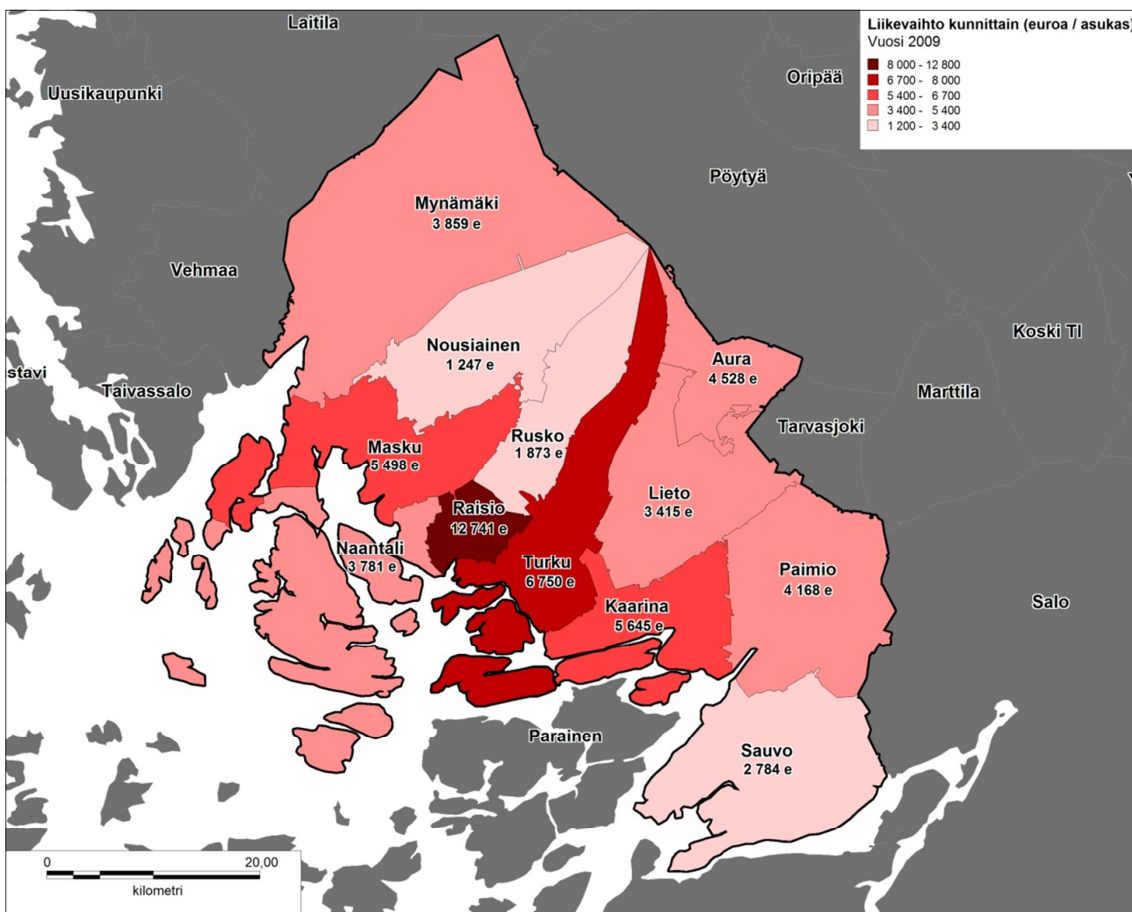 Laitila
Liikevaihto kunnittain (euroa / asukas)
Vuosi 2009
8 000 - 12 800
6 700 - 8 000
5 400 - 6 700
3 400 - 5 400
1 200 - 3 400
Uusikaupunki
Oripää
Pöytyä
Mynämäki
3 859 e
Vehmaa
Koski Tl
Nousiainen
1 247 e
Aura
4 528 e
stavi
Taivassalo
Marttila
Tarvasjoki
Rusko
1 873 e
Masku
5 498 e
Lieto
3 415 e
Raisio
12 741 e
Naantali
3 781 e
Turku
6 750 e
Paimio
4 168 e
Kaarina
5 645 e
Salo
Parainen
Sauvo
2 784 e
0 20,00
kilometri